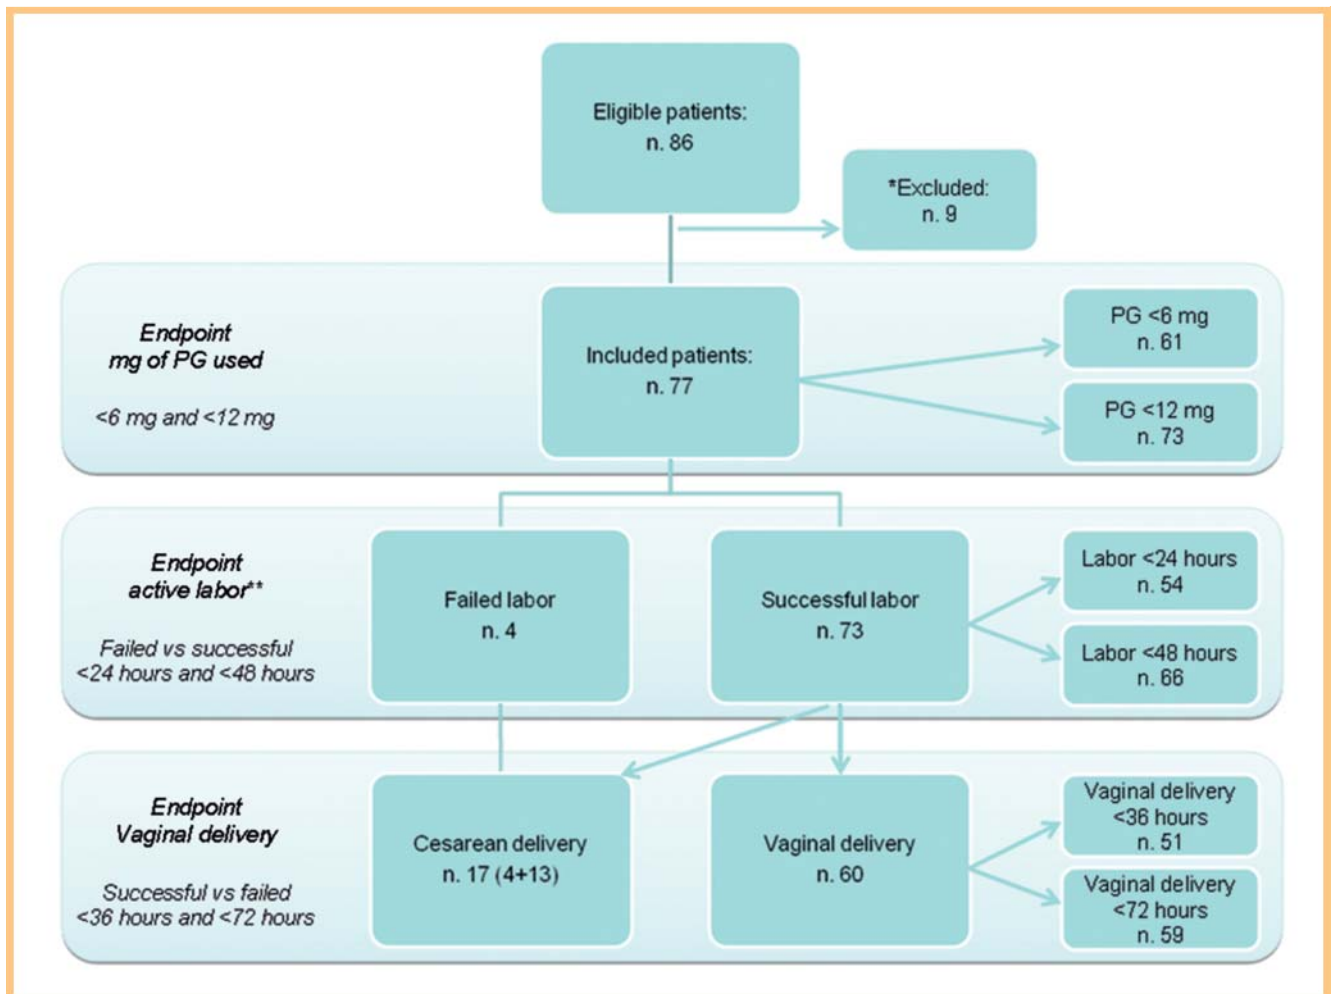 Eligible patients:
n. 86
*Excluded:
n. 9
Endpoint
mg of PG used
<6 mg and <12 mg
Included patients:
n. 77
PG <6 mg
n. 61
PG <12 mg
n. 73
Endpoint
active labor**
Failed vs successful
<24 hours and <48 hours
Failed labor
n. 4
Successful labor
n. 73
Labor <24 hours
n. 54
Labor <48 hours
n. 66
Endpoint
Vaginal delivery
Successful vs failed
<36 hours and <72 hours
Cesarean delivery
n. 17 (4+13)
Vaginal delivery
n. 60
Vaginal delivery
<36 hours
n. 51
Vaginal delivery
<72 hours
n. 59